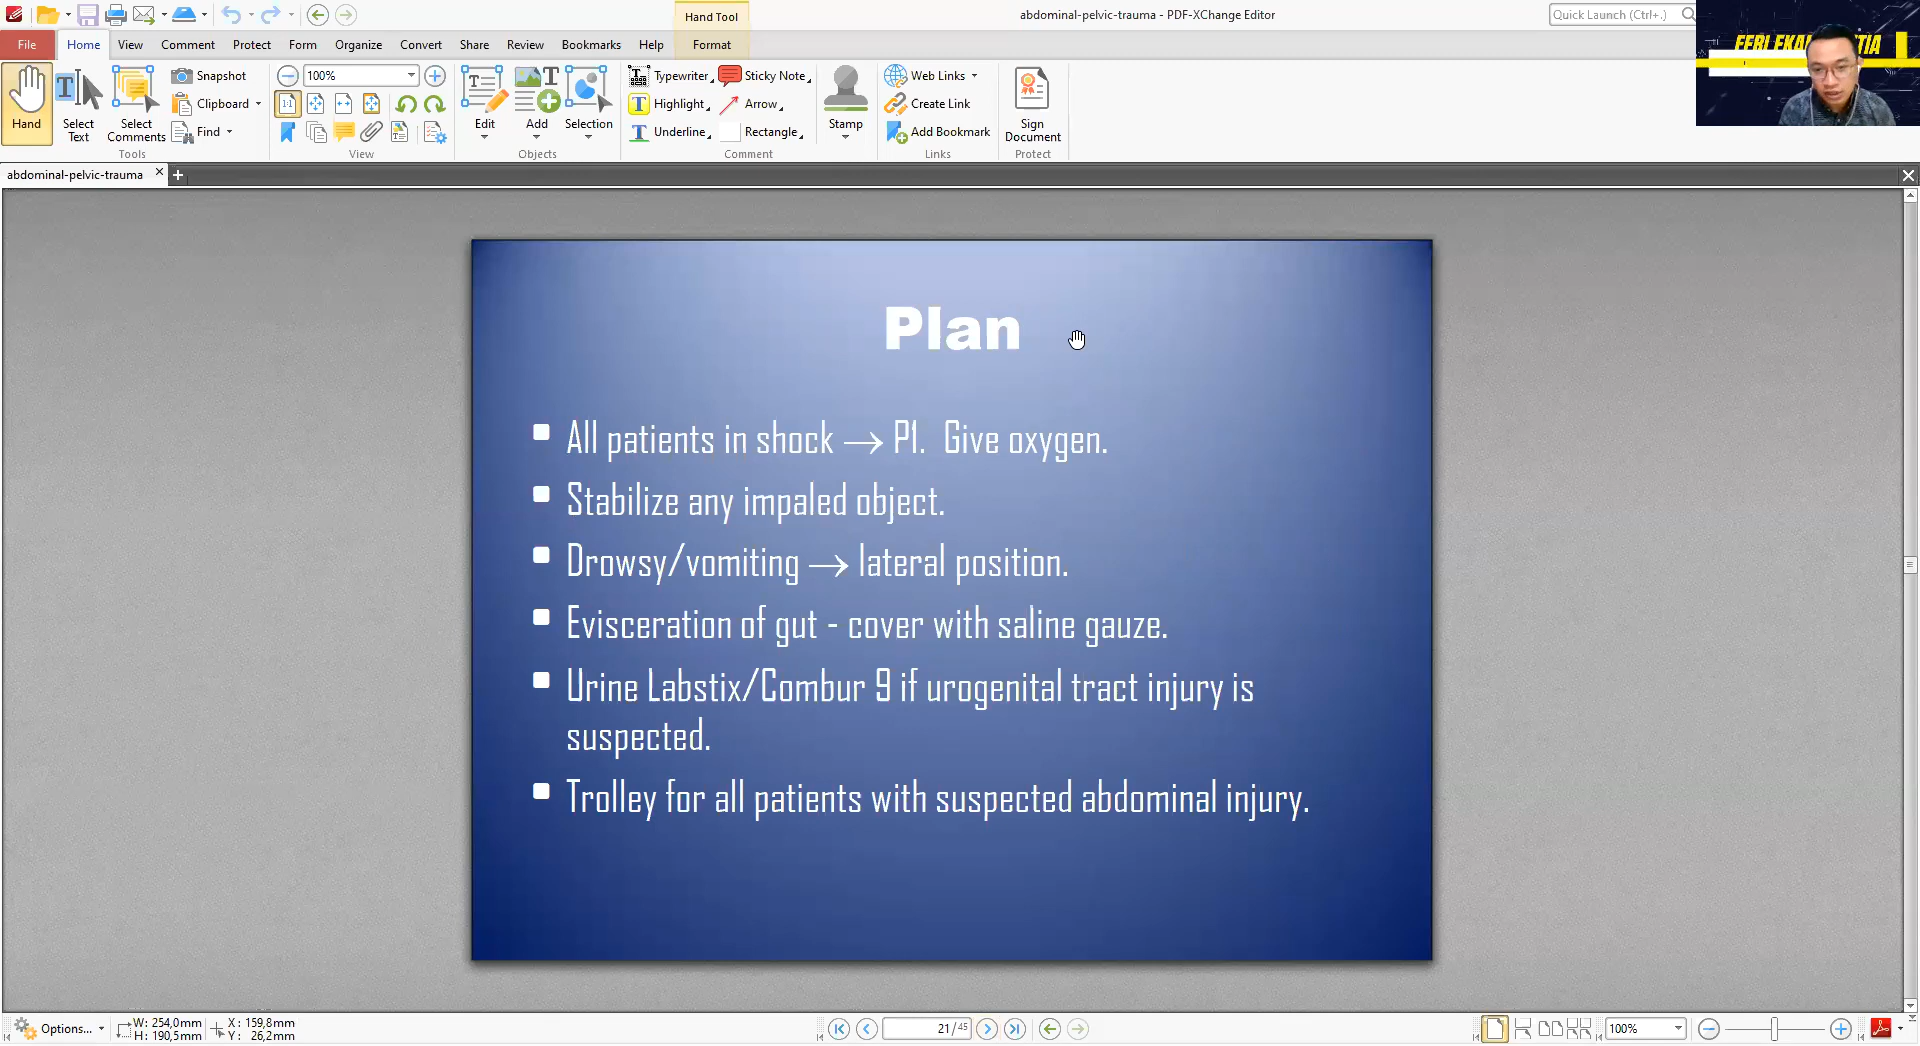 Hand Tool
abdominal-pelvic-trauma - PDF-XChange Editor
Quick Launch (Ctrl+.)
File Home View Comment Protect Form Organize Convert Share Review Bookmarks Help Format
Hand
Select Text
Select Comments
Snapshot
Clipboard
Find
Tools
100%
View
Edit
Add
Selection
Objects
Typewriter
Highlight
Underline
Sticky Note
Arrow
Rectangle
Stamp
Comment
Web Links
Create Link
Add Bookmark
Links
Sign Document
Protect
abdominal-pelvic-trauma
Plan
All patients in shock → P1. Give oxygen.
Stabilize any impaled object.
Drowsy/vomiting → lateral position.
Evisceration of gut - cover with saline gauze.
Urine Labstix/Combur 9 if urogenital tract injury is
suspected.
Trolley for all patients with suspected abdominal injury.
Options...
W: 254,0mm
H: 190,5mm
X: 159,8mm
Y: 26,2mm
21 / 45
100%